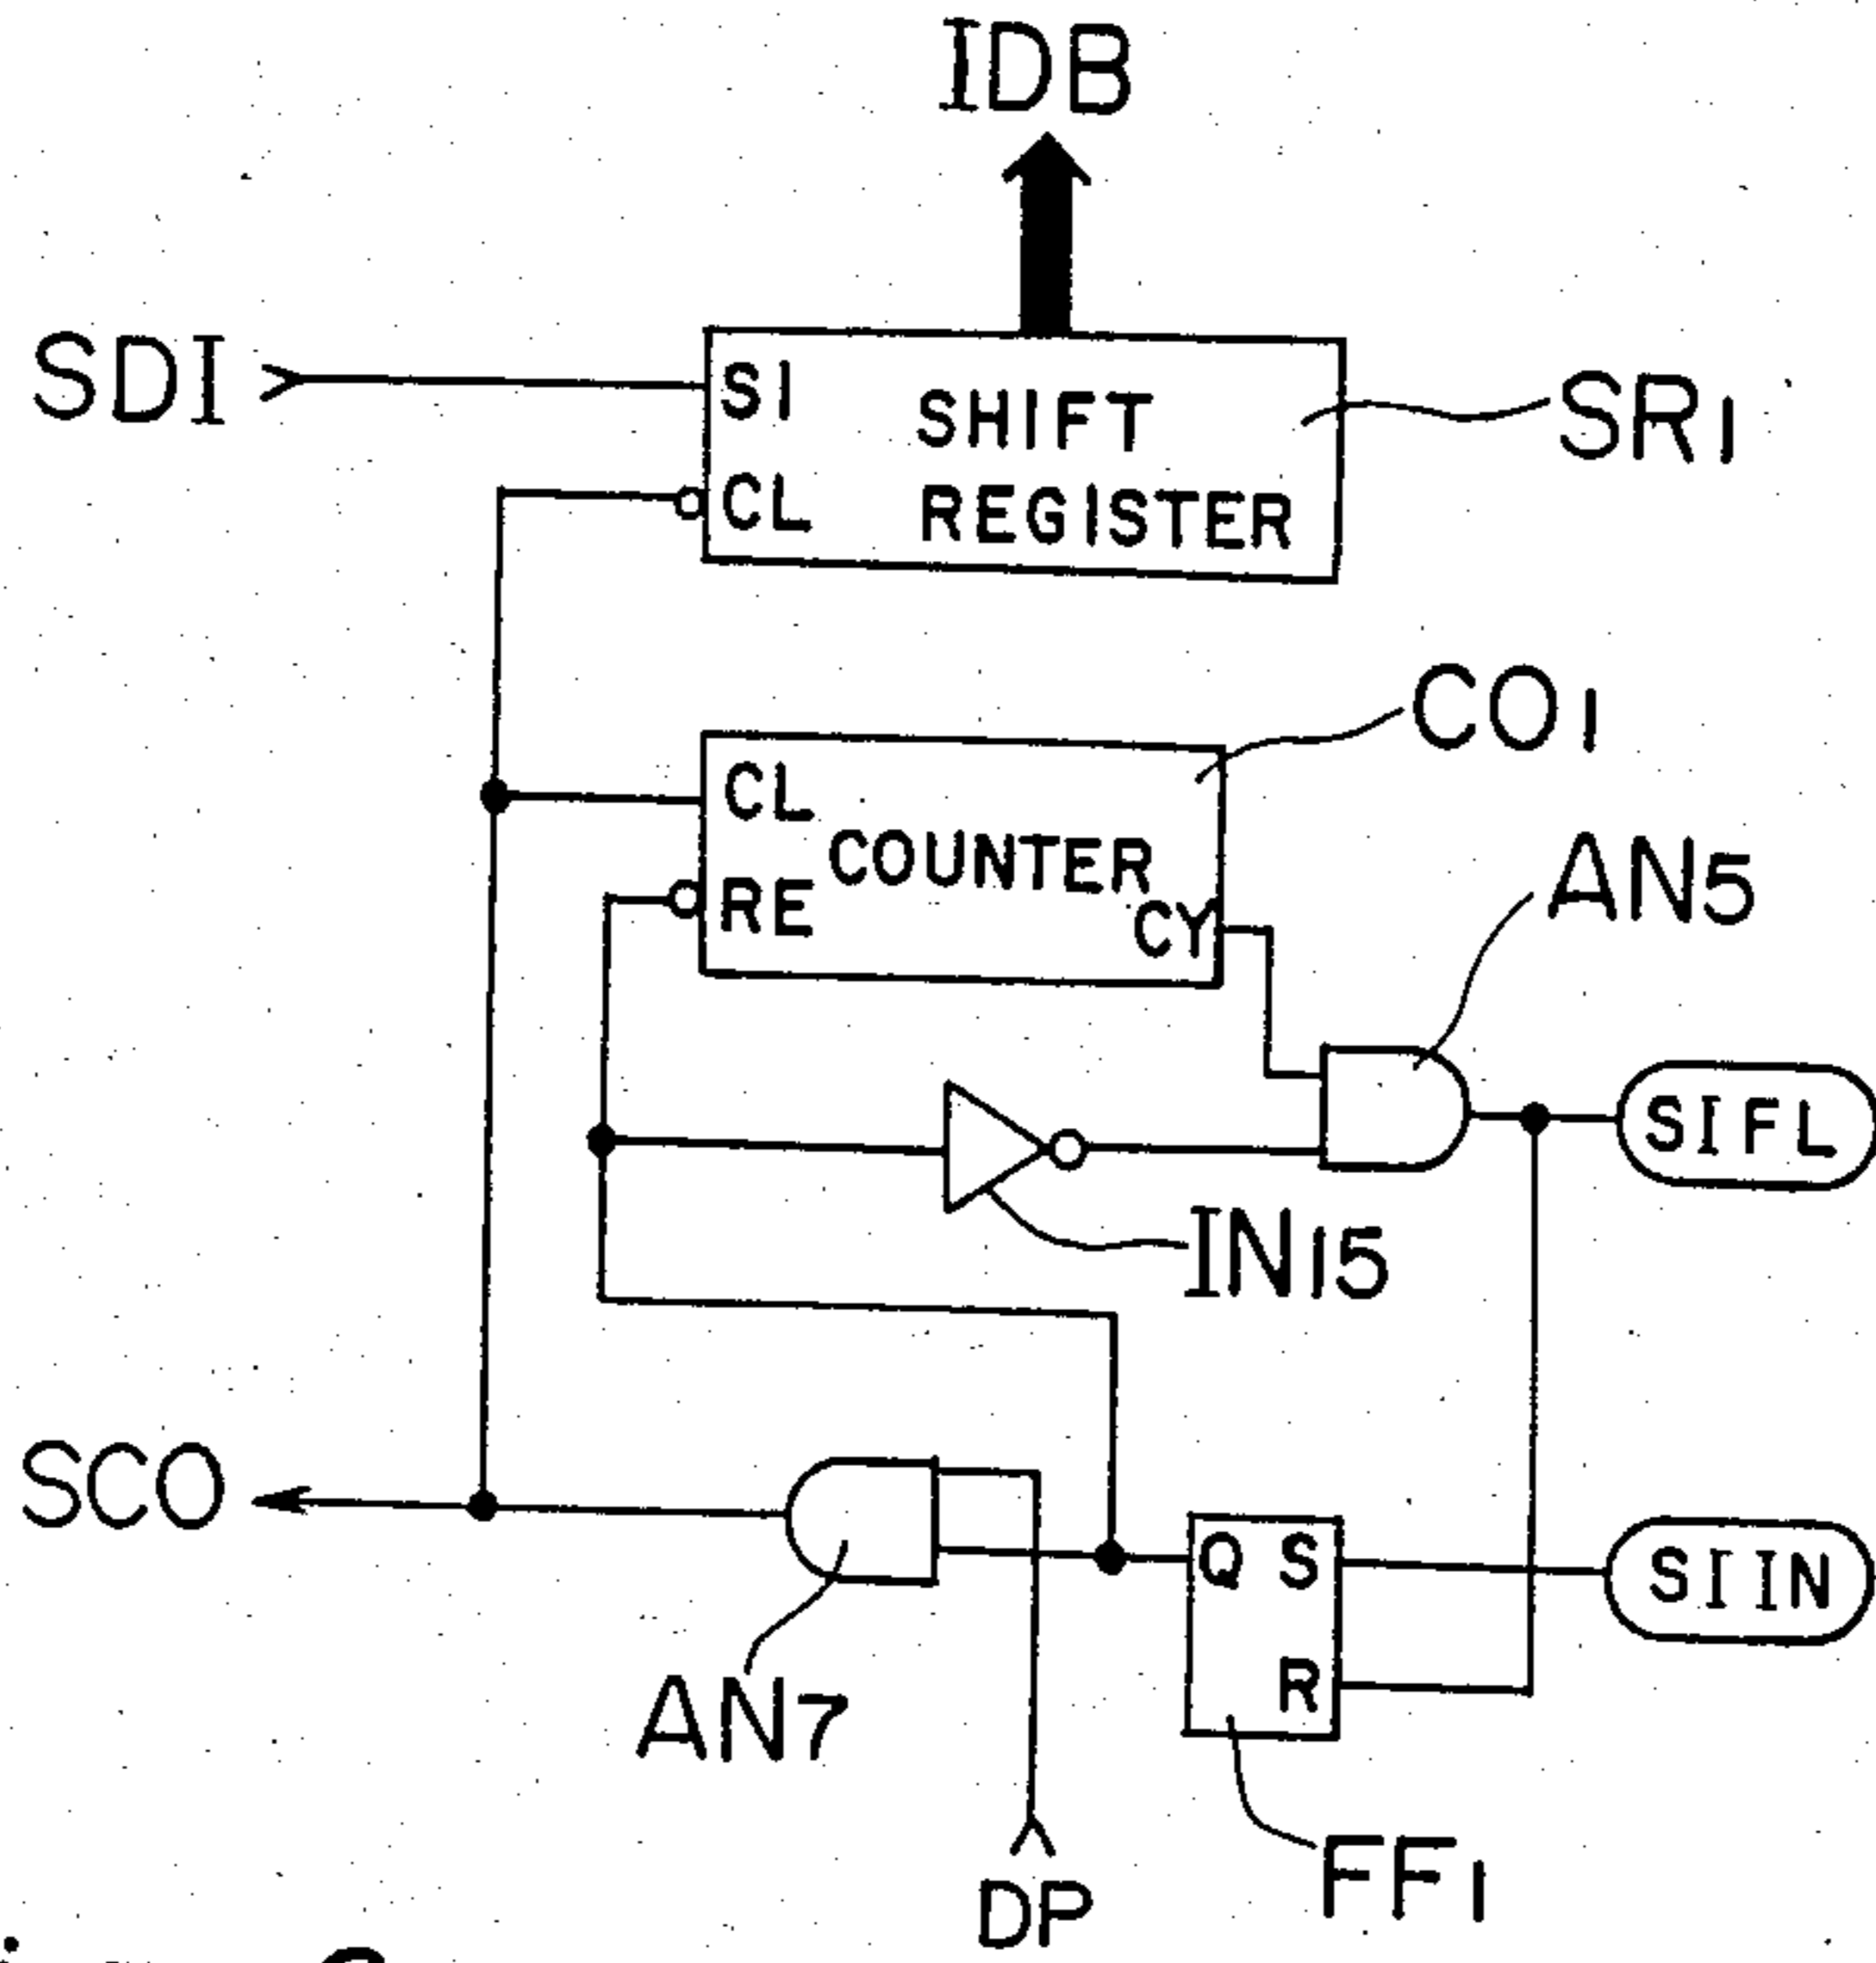 IDB
SDI
SI
SHIFT
SR1
CL
REGISTER
CO1
CL
COUNTER
AN5
RE
CY
SIFL
IN15
SCO
Q
S
SIIN
R
AN7
FF1
DP